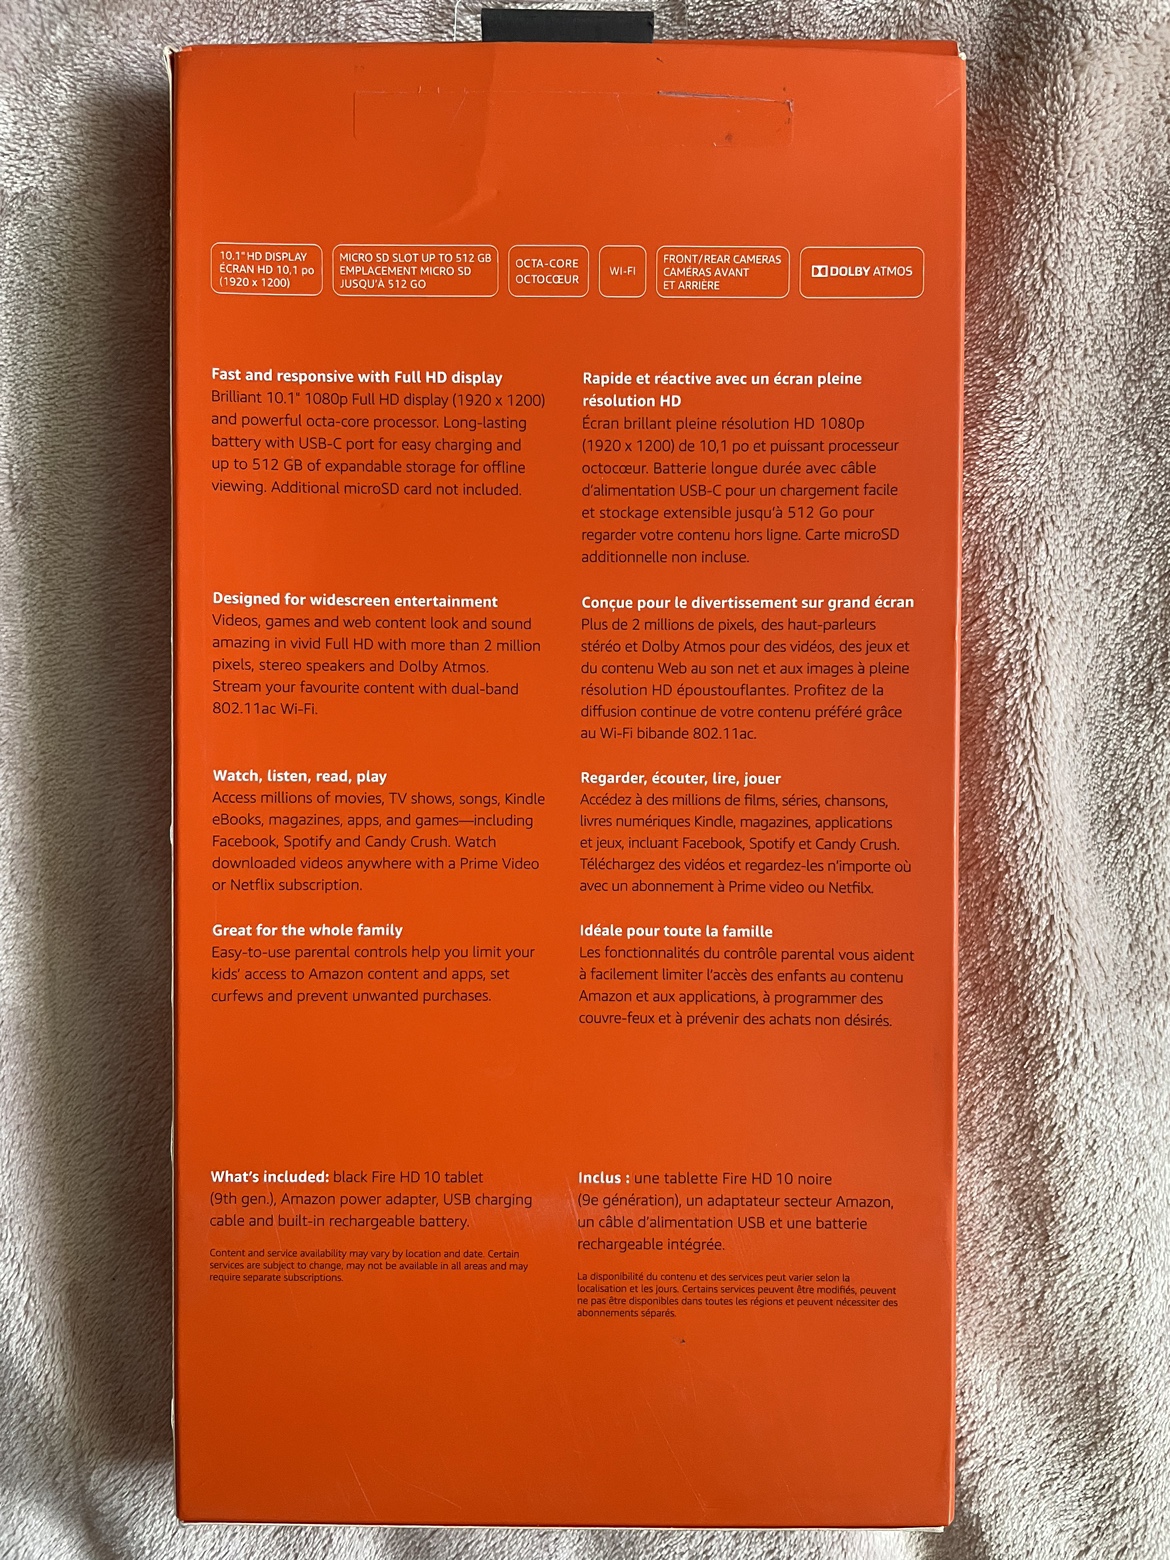 10.1" HD DISPLAY
ÉCRAN HD 10,1 po
(1920 x 1200)
MICRO SD SLOT UP TO 512 GB
EMPLACEMENT MICRO SD
JUSQU'À 512 GO
OCTA-CORE
OCTOCŒUR
WI-FI
FRONT/REAR CAMERAS
CAMÉRAS AVANT
ET ARRIÈRE
DOLBY ATMOS
Fast and responsive with Full HD display
Brilliant 10.1" 1080p Full HD display (1920 x 1200)
and powerful octa-core processor. Long-lasting
battery with USB-C port for easy charging and
up to 512 GB of expandable storage for offline
viewing. Additional microSD card not included.
Designed for widescreen entertainment
Videos, games and web content look and sound
amazing in vivid Full HD with more than 2 million
pixels, stereo speakers and Dolby Atmos.
Stream your favourite content with dual-band
802.11ac Wi-Fi.
Watch, listen, read, play
Access millions of movies, TV shows, songs, Kindle
eBooks, magazines, apps, and games—including
Facebook, Spotify and Candy Crush. Watch
downloaded videos anywhere with a Prime Video
or Netflix subscription.
Great for the whole family
Easy-to-use parental controls help you limit your
kids' access to Amazon content and apps, set
curfews and prevent unwanted purchases.
What's included: black Fire HD 10 tablet
(9th gen.), Amazon power adapter, USB charging
cable and built-in rechargeable battery.
Content and service availability may vary by location and date. Certain
services are subject to change, may not be available in all areas and may
require separate subscriptions.
Rapide et réactive avec un écran pleine
résolution HD
Écran brillant pleine résolution HD 1080p
(1920 x 1200) de 10,1 po et puissant processeur
octocœur. Batterie longue durée avec câble
d'alimentation USB-C pour un chargement facile
et stockage extensible jusqu'à 512 Go pour
regarder votre contenu hors ligne. Carte microSD
additionnelle non incluse.
Conçue pour le divertissement sur grand écran
Plus de 2 millions de pixels, des haut-parleurs
stéréo et Dolby Atmos pour des vidéos, des jeux et
du contenu Web au son net et aux images à pleine
résolution HD époustouflantes. Profitez de la
diffusion continue de votre contenu préféré grâce
au Wi-Fi bibande 802.11ac.
Regarder, écouter, lire, jouer
Accédez à des millions de films, séries, chansons,
livres numériques Kindle, magazines, applications
et jeux, incluant Facebook, Spotify et Candy Crush.
Téléchargez des vidéos et regardez-les n'importe où
avec un abonnement à Prime video ou Netfilx.
Idéale pour toute la famille
Les fonctionnalités du contrôle parental vous aident
à facilement limiter l'accès des enfants au contenu
Amazon et aux applications, à programmer des
couvre-feux et à prévenir des achats non désirés.
Inclus : une tablette Fire HD 10 noire
(9e génération), un adaptateur secteur Amazon,
un câble d'alimentation USB et une batterie
rechargeable intégrée.
La disponibilité du contenu et des services peut varier selon la
localisation et les jours. Certains services peuvent être modifiés, peuvent
ne pas être disponibles dans toutes les régions et peuvent nécessiter des
abonnements séparés.